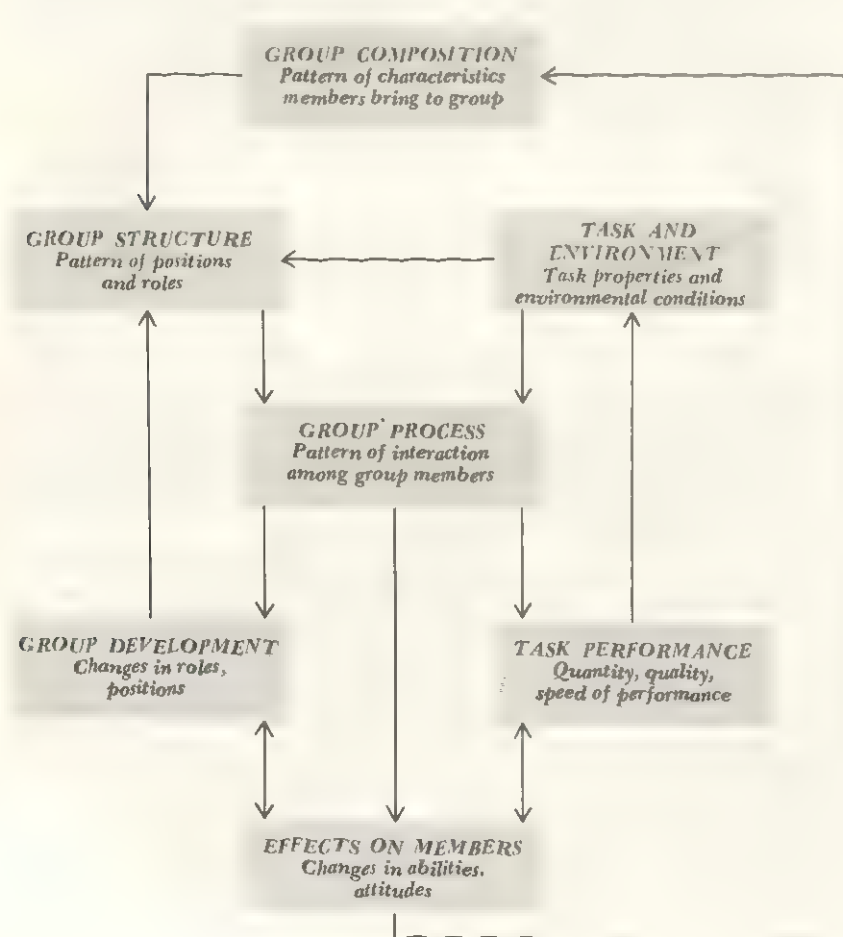 GROUP COMPOSITION
Pattern of characteristics
members bring to group
GROUP STRUCTURE
Pattern of positions
and roles
TASK AND
ENVIRONMENT
Task properties and
environmental conditions
GROUP PROCESS
Pattern of interaction
among group members
GROUP DEVELOPMENT
Changes in roles,
positions
TASK PERFORMANCE
Quantity, quality,
speed of performance
EFFECTS ON MEMBERS
Changes in abilities,
attitudes